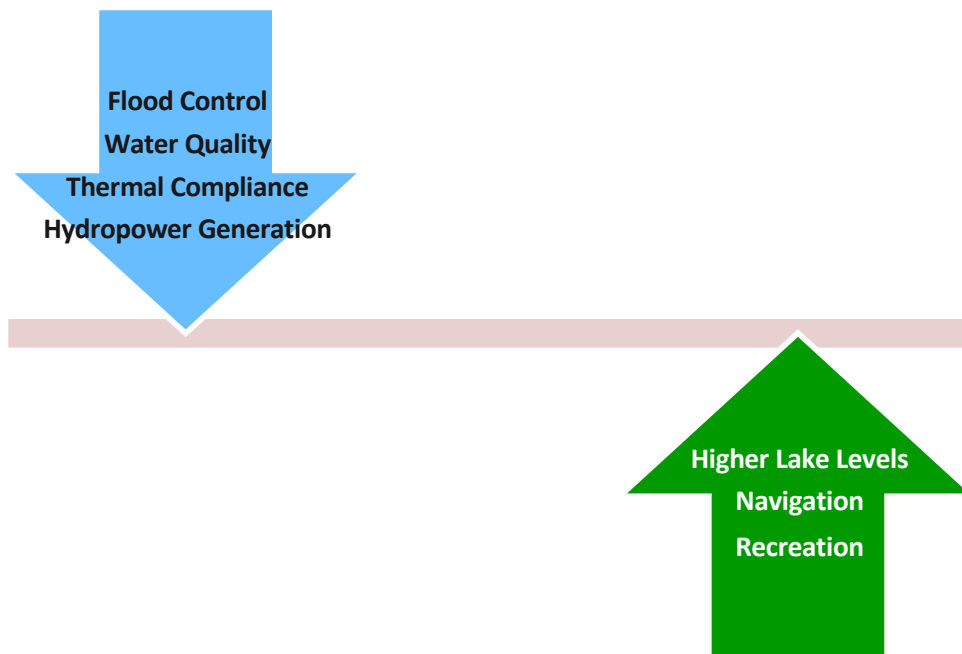 Flood Control
Water Quality
Thermal Compliance
Hydropower Generation
Higher Lake Levels
Navigation
Recreation